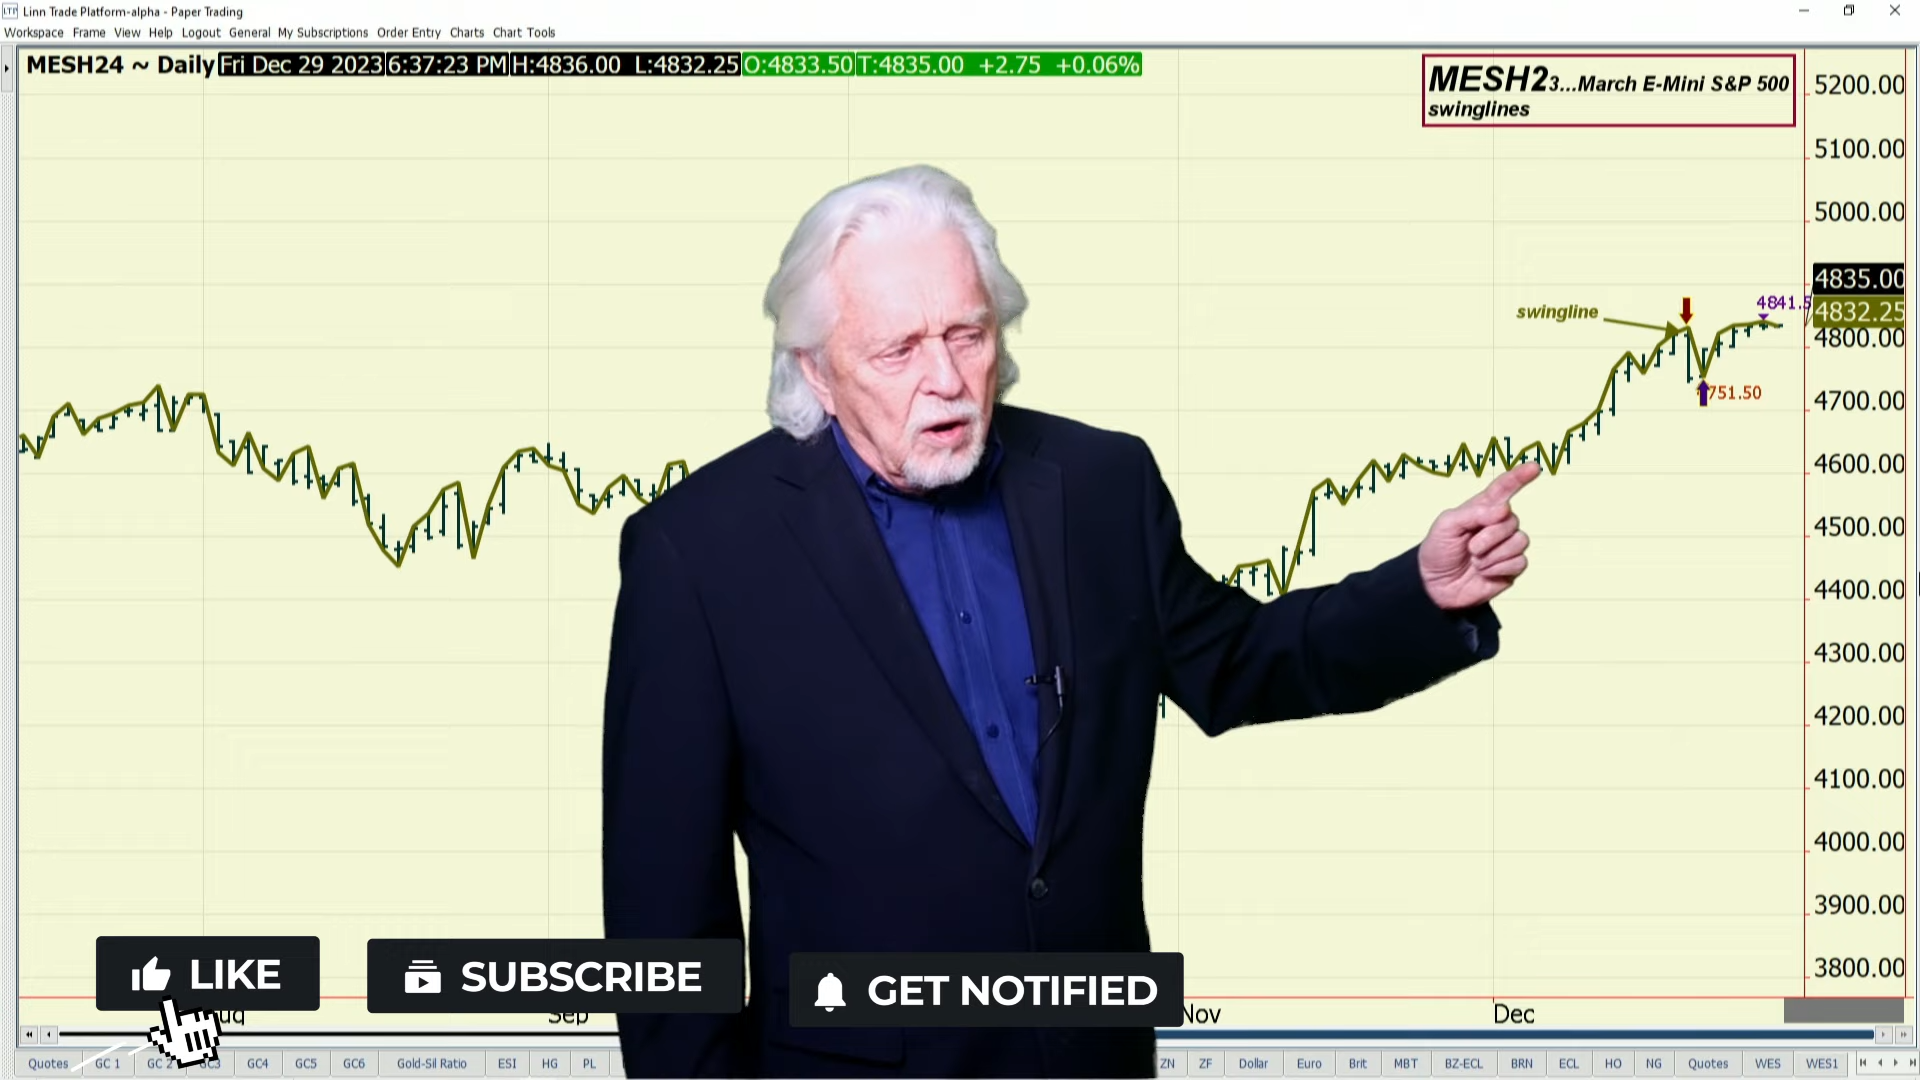 Linn Trade Platform-alpha - Paper Trading
Workspace Frame View Help Logout General My Subscriptions Order Entry Charts Chart Tools
MESH24 ~ Daily Fri Dec 29 2023 6:37:23 PM H:4836.00 L:4832.25 O:4833.50 T:4835.00 +2.75 +0.06%
MESH23...March E-Mini S&P 500
swinglines
5200.00
5100.00
5000.00
4835.00
4841.5
swingline
4832.25
4800.00
751.50
4700.00
4600.00
4500.00
4400.00
4300.00
4200.00
4100.00
4000.00
3900.00
3800.00
LIKE
SUBSCRIBE
GET NOTIFIED
Sep Nov Dec
Quotes GC 1 GC 2 GC3 GC4 GC5 GC6 Gold-Sil Ratio ESI HG PL ZN ZF Dollar Euro Brit MBT BZ-ECL BRN ECL HO NG Quotes WES WES1